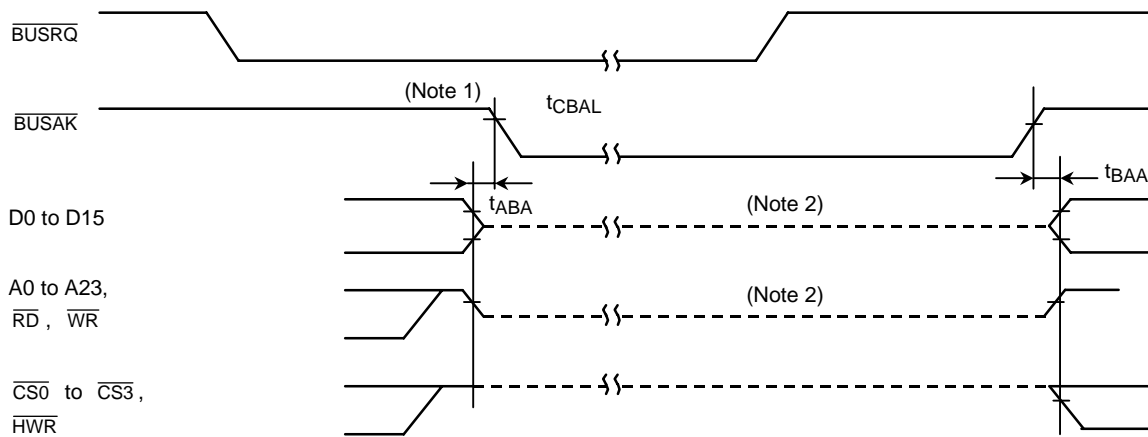 BUSRQ
(Note 1)
tCBAL
BUSAK
tBAA
tABA
D0 to D15
(Note 2)
A0 to A23,
RD , WR
(Note 2)
CS0 to CS3 ,
HWR